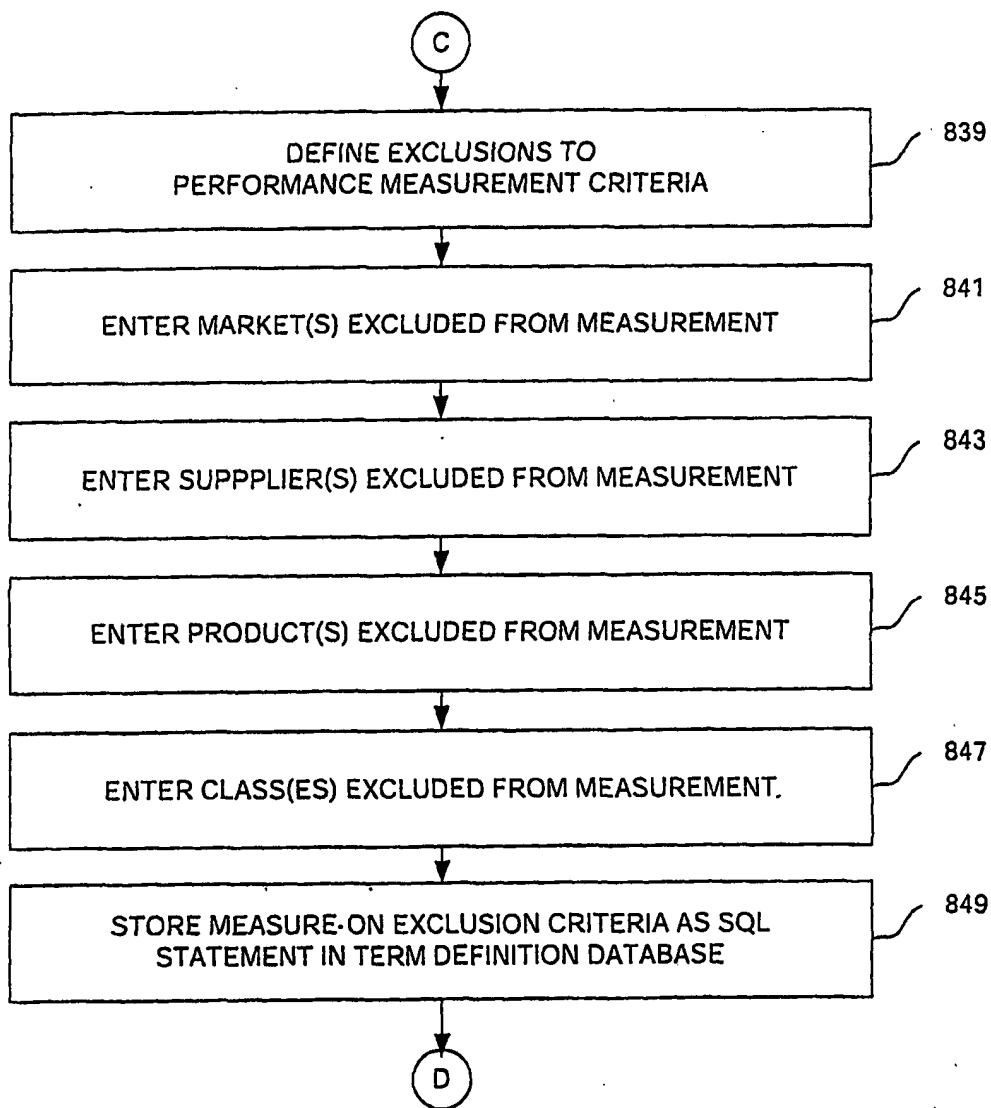 C
DEFINE EXCLUSIONS TO
PERFORMANCE MEASUREMENT CRITERIA
839
ENTER MARKET(S) EXCLUDED FROM MEASUREMENT
841
ENTER SUPPPLIER(S) EXCLUDED FROM MEASUREMENT
843
ENTER PRODUCT(S) EXCLUDED FROM MEASUREMENT
845
ENTER CLASS(ES) EXCLUDED FROM MEASUREMENT.
847
STORE MEASURE-ON EXCLUSION CRITERIA AS SQL
STATEMENT IN TERM DEFINITION DATABASE
849
D